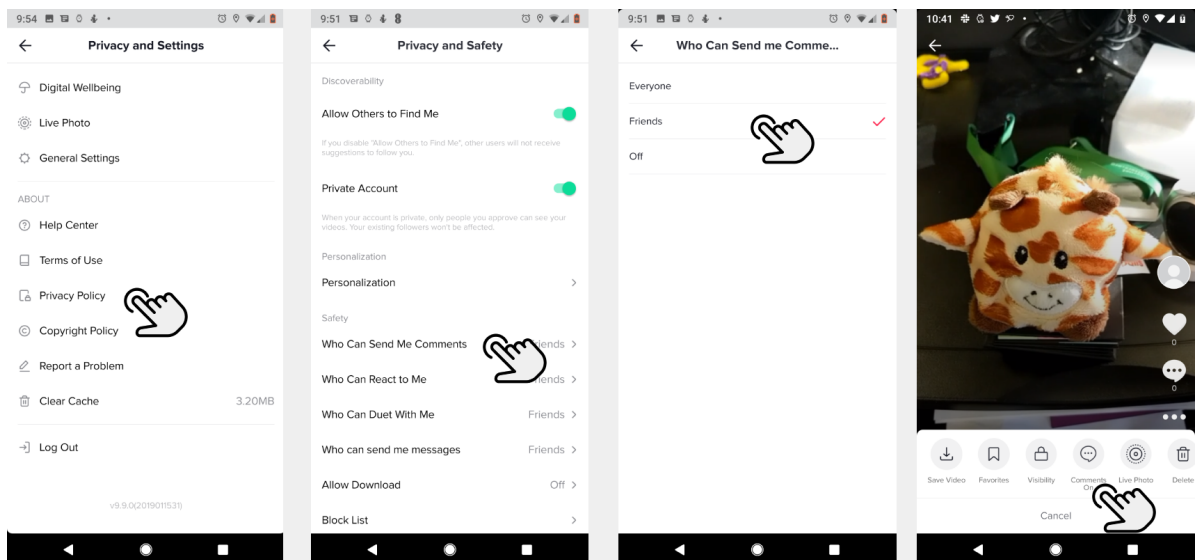 9:54
Privacy and Settings
Digital Wellbeing
Live Photo
General Settings
ABOUT
Help Center
Terms of Use
Privacy Policy
Copyright Policy
Report a Problem
Clear Cache 3.20MB
Log Out
v9.9.0(2019011531)
9:51
Privacy and Safety
Discoverability
Allow Others to Find Me
If you disable "Allow Others to Find Me", other users will not receive
suggestions to follow you.
Private Account
When your account is private, only people you approve can see your
videos. Your existing followers won't be affected.
Personalization
Personalization
Safety
Who Can Send Me Comments Friends
Who Can React to Me Friends
Who Can Duet With Me Friends
Who can send me messages Friends
Allow Download Off
Block List
9:51
Who Can Send me Comme...
Everyone
Friends
Off
10:41
0
0
Save Video Favorites Visibility Comments On Live Photo Delete
Cancel